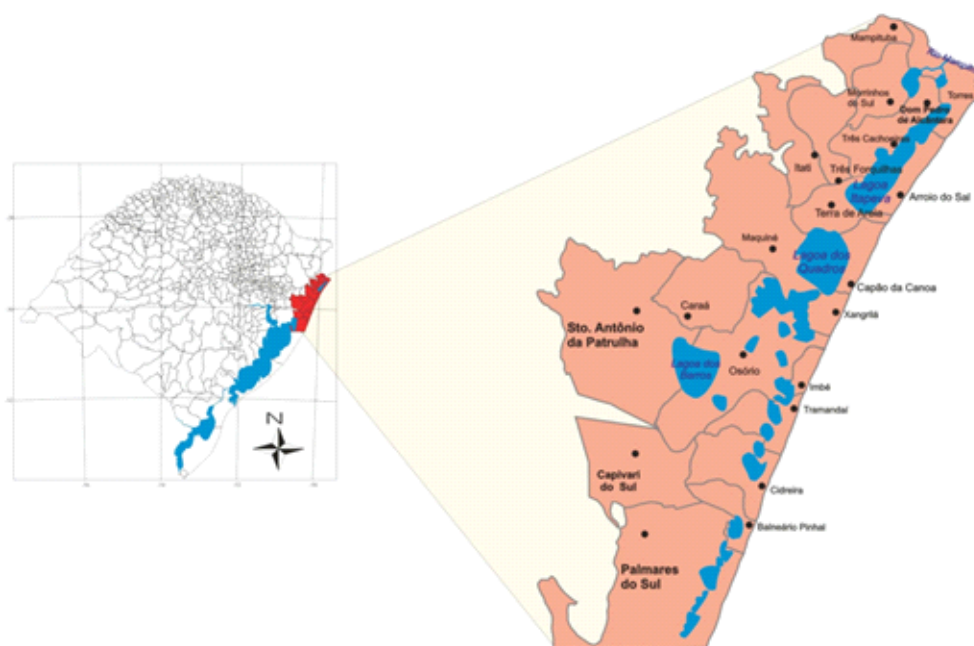 Mampituba
Torres
Morrinhos
do Sul
Dom Pedro
de Alcântara
Três Cachoeiras
Itati
Três Forquilhas
Lagoa
Itapeva
Arroio do Sal
Terra de Areia
Maquiné
Lagoa dos
Quadros
Capão da Canoa
Xangrilá
Caraá
Sto. Antônio
da Patrulha
Lagoa dos
Barros
Osório
Imbé
Tramandaí
N
Capivari
do Sul
Cidreira
Balneário Pinhal
Palmares
do Sul